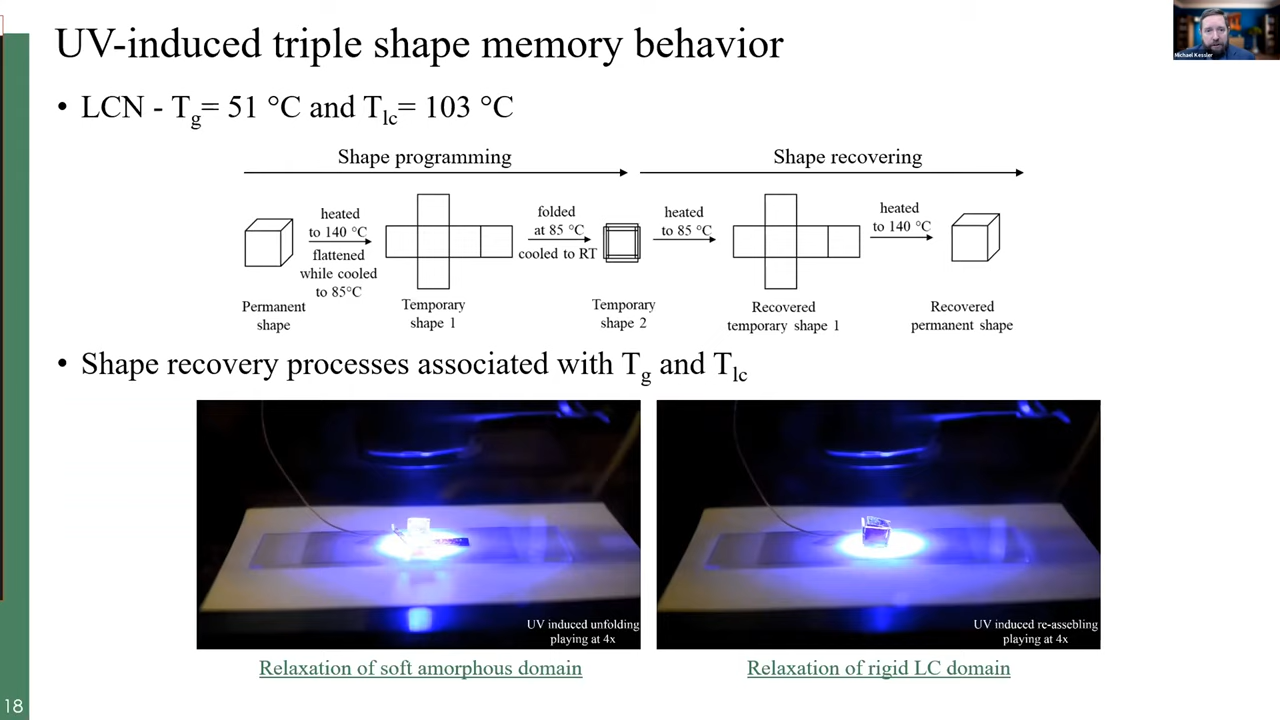 UV-induced triple shape memory behavior
Michael Kessler
• LCN - Tg= 51 °C and Tlc= 103 °C
Shape programming
Shape recovering
heated
to 140 °C
flattened
while cooled
to 85°C
folded
at 85 °C
cooled to RT
heated
to 85 °C
heated
to 140 °C
Permanent
shape
Temporary
shape 1
Temporary
shape 2
Recovered
temporary shape 1
Recovered
permanent shape
• Shape recovery processes associated with Tg and Tlc
UV induced unfolding
playing at 4x
UV induced re-assebling
playing at 4x
Relaxation of soft amorphous domain
Relaxation of rigid LC domain
18